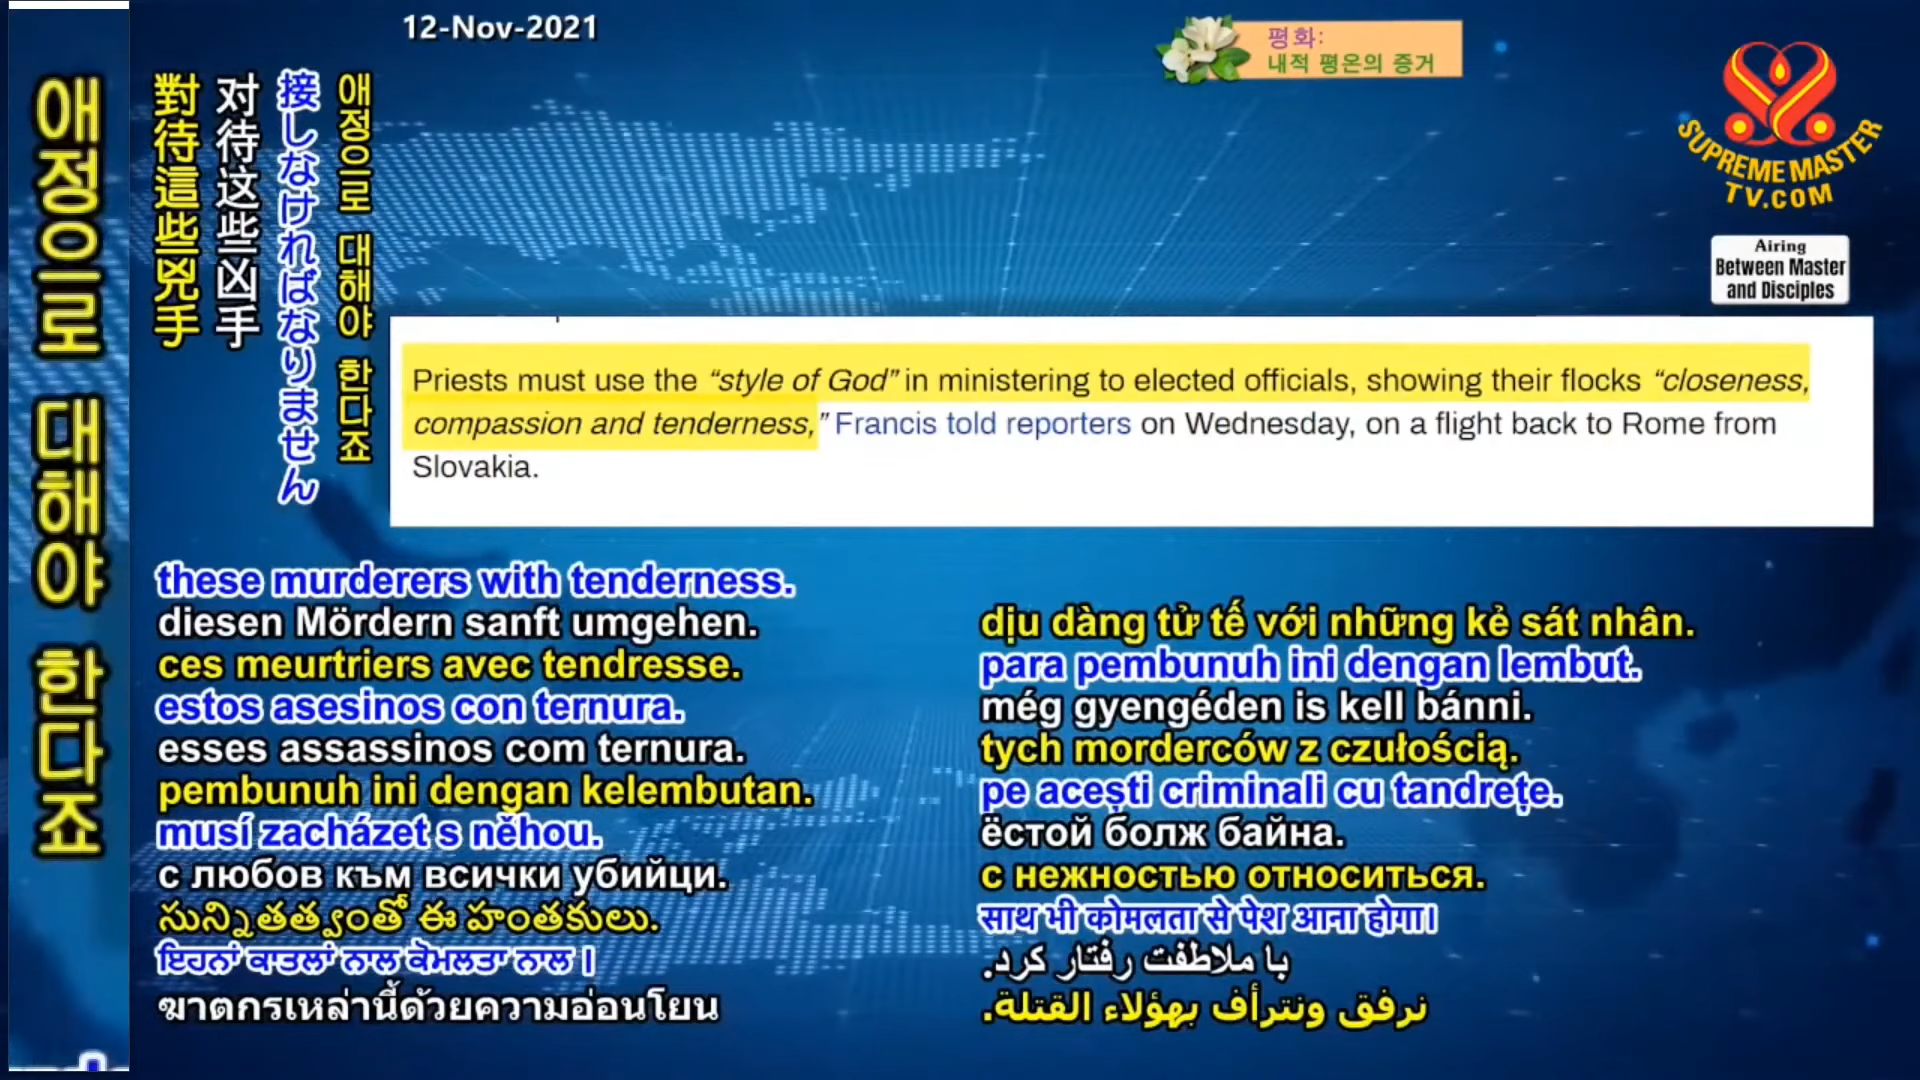 12-Nov-2021
평화:
내적 평온의 증거
SUPREME MASTER
TV.COM
Airing
Between Master
and Disciples
애정으로 대해야 한다죠
對待這些兇手
对待这些凶手
接しなければなりません
애정으로 대해야 한다죠
Priests must use the “style of God” in ministering to elected officials, showing their flocks “closeness,
compassion and tenderness,” Francis told reporters on Wednesday, on a flight back to Rome from
Slovakia.
these murderers with tenderness.
diesen Mördern sanft umgehen.
ces meurtriers avec tendresse.
estos asesinos con ternura.
esses assassinos com ternura.
pembunuh ini dengan kelembutan.
musí zacházet s něhou.
с любов към всички убийци.
సున్నితత్వంతో ఈ హంతకులు.
ਇਹਨਾਂ ਕਾਤਲਾਂ ਨਾਲ ਕੋਮਲਤਾ ਨਾਲ।
ฆาตกรเหล่านี้ด้วยความอ่อนโยน
dịu dàng tử tế với những kẻ sát nhân.
para pembunuh ini dengan lembut.
még gyengéden is kell bánni.
tych morderców z czułością.
pe acești criminali cu tandrețe.
ёстой болж байна.
с нежностью относиться.
साथ भी कोमलता से पेश आना होगा।
با ملاطفت رفتار کرد.
نرفق ونترأف بهؤلاء القتلة.